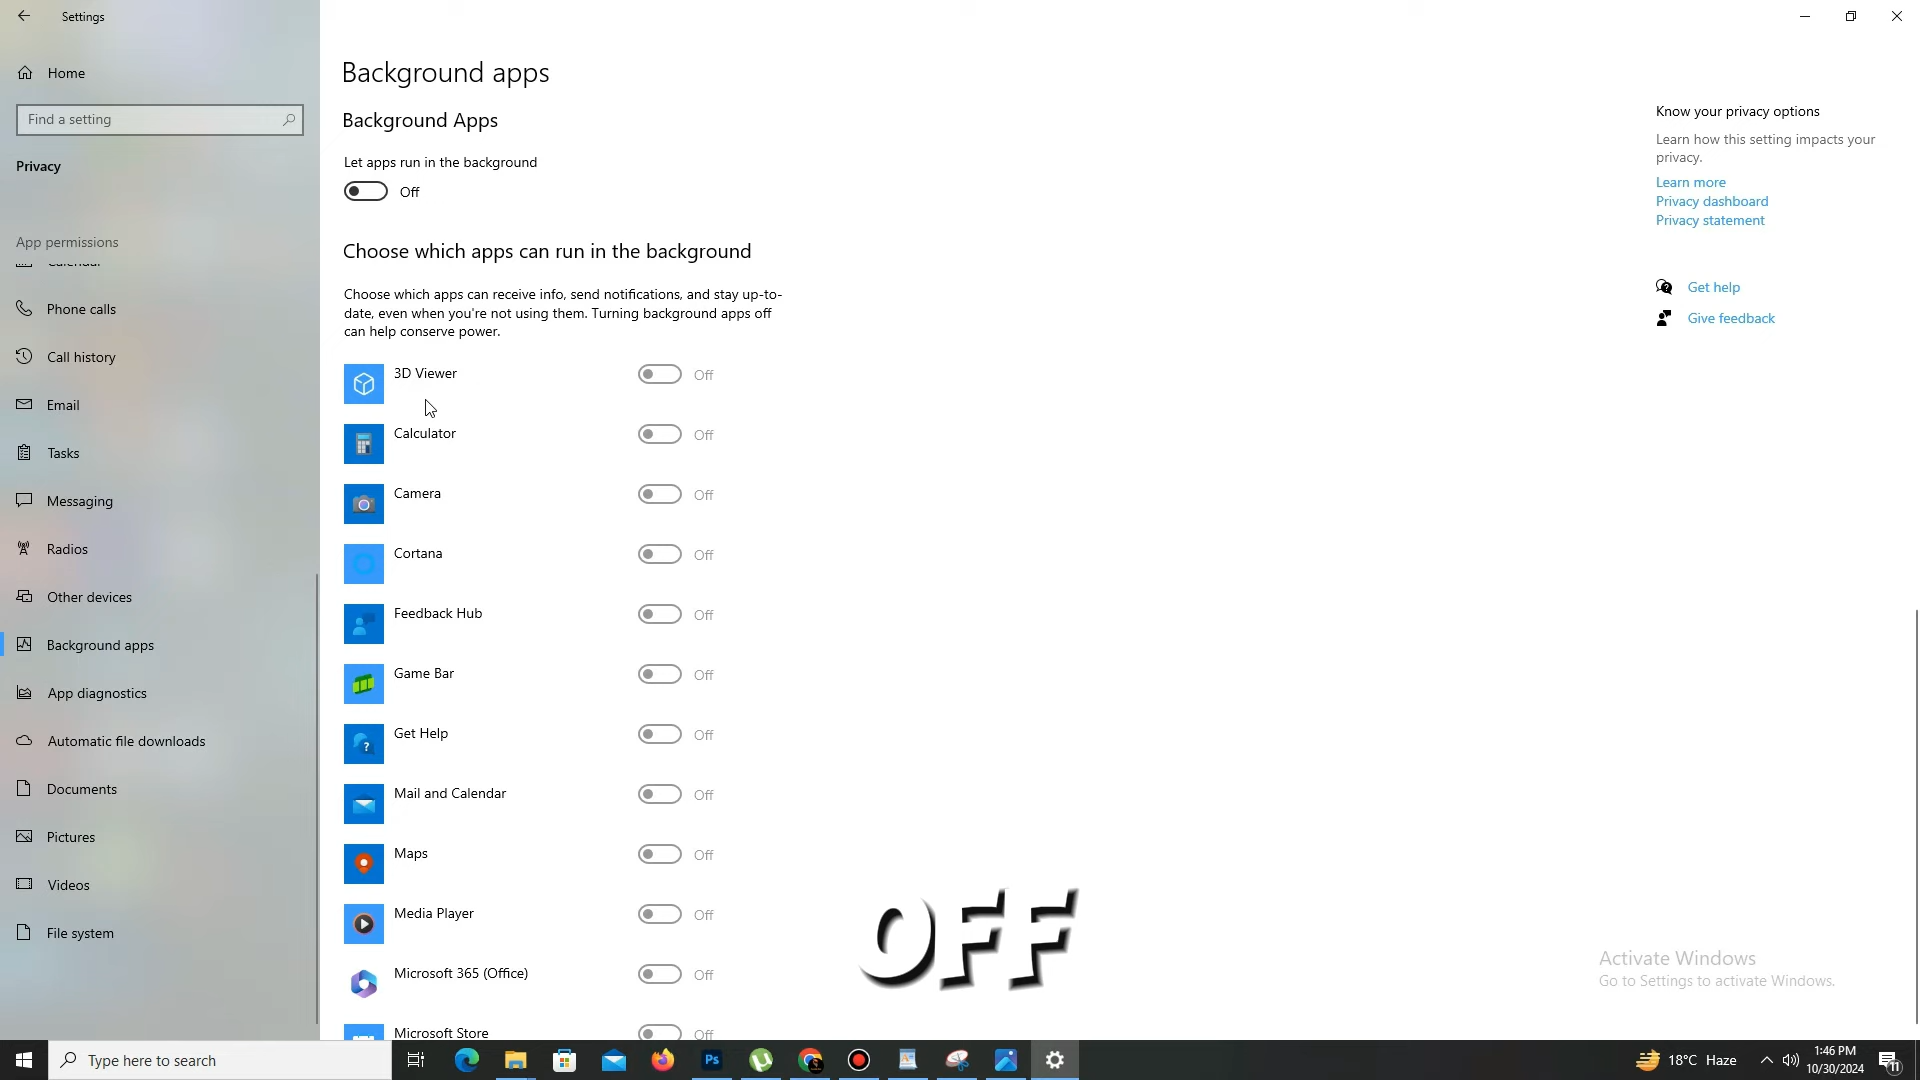 Settings
Home
Find a setting
Privacy
App permissions
Calendar
Phone calls
Call history
Email
Tasks
Messaging
Radios
Other devices
Background apps
App diagnostics
Automatic file downloads
Documents
Pictures
Videos
File system
Background apps
Background Apps
Let apps run in the background
Off
Choose which apps can run in the background
Choose which apps can receive info, send notifications, and stay up-to-
date, even when you're not using them. Turning background apps off
can help conserve power.
3D Viewer Off
Calculator Off
Camera Off
Cortana Off
Feedback Hub Off
Game Bar Off
Get Help Off
Mail and Calendar Off
Maps Off
Media Player Off
Microsoft 365 (Office) Off
Microsoft Store Off
Know your privacy options
Learn how this setting impacts your
privacy.
Learn more
Privacy dashboard
Privacy statement
Get help
Give feedback
OFF
Activate Windows
Go to Settings to activate Windows.
Type here to search
Ps
18°C Haze
1:46 PM
10/30/2024
11